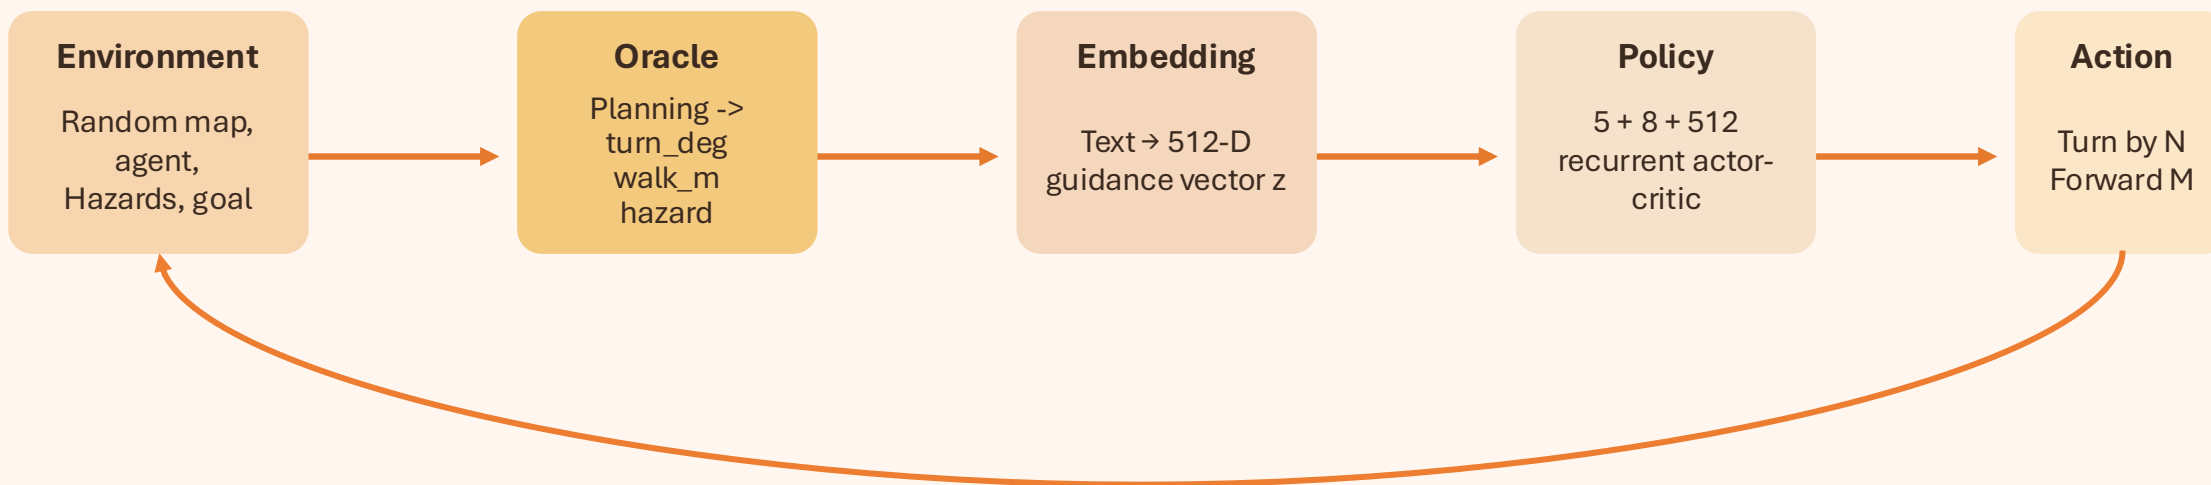 Environment
Random map,
agent,
Hazards, goal
Oracle
Planning ->
turn_deg
walk_m
hazard
Embedding
Text → 512-D
guidance vector z
Policy
5 + 8 + 512
recurrent actor-
critic
Action
Turn by N
Forward M